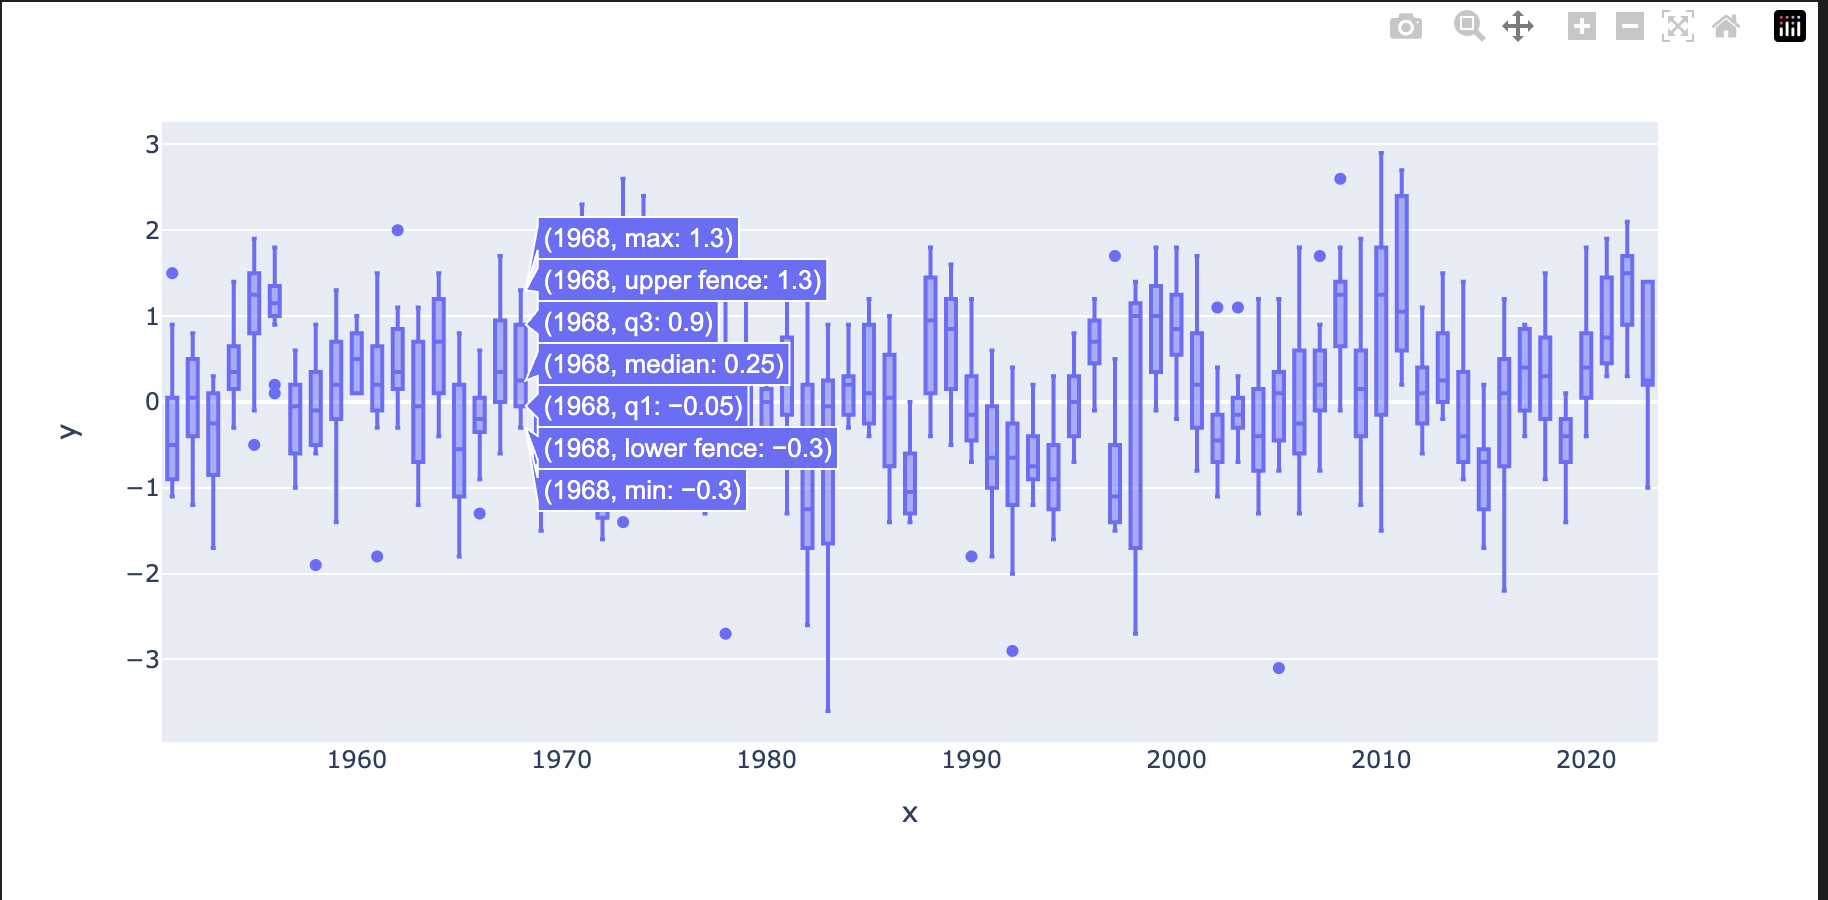 3
2
1
0
−1
−2
−3
y
(1968, max: 1.3)
(1968, upper fence: 1.3)
(1968, q3: 0.9)
(1968, median: 0.25)
(1968, q1: −0.05)
(1968, lower fence: −0.3)
(1968, min: −0.3)
1960 1970 1980 1990 2000 2010 2020
x